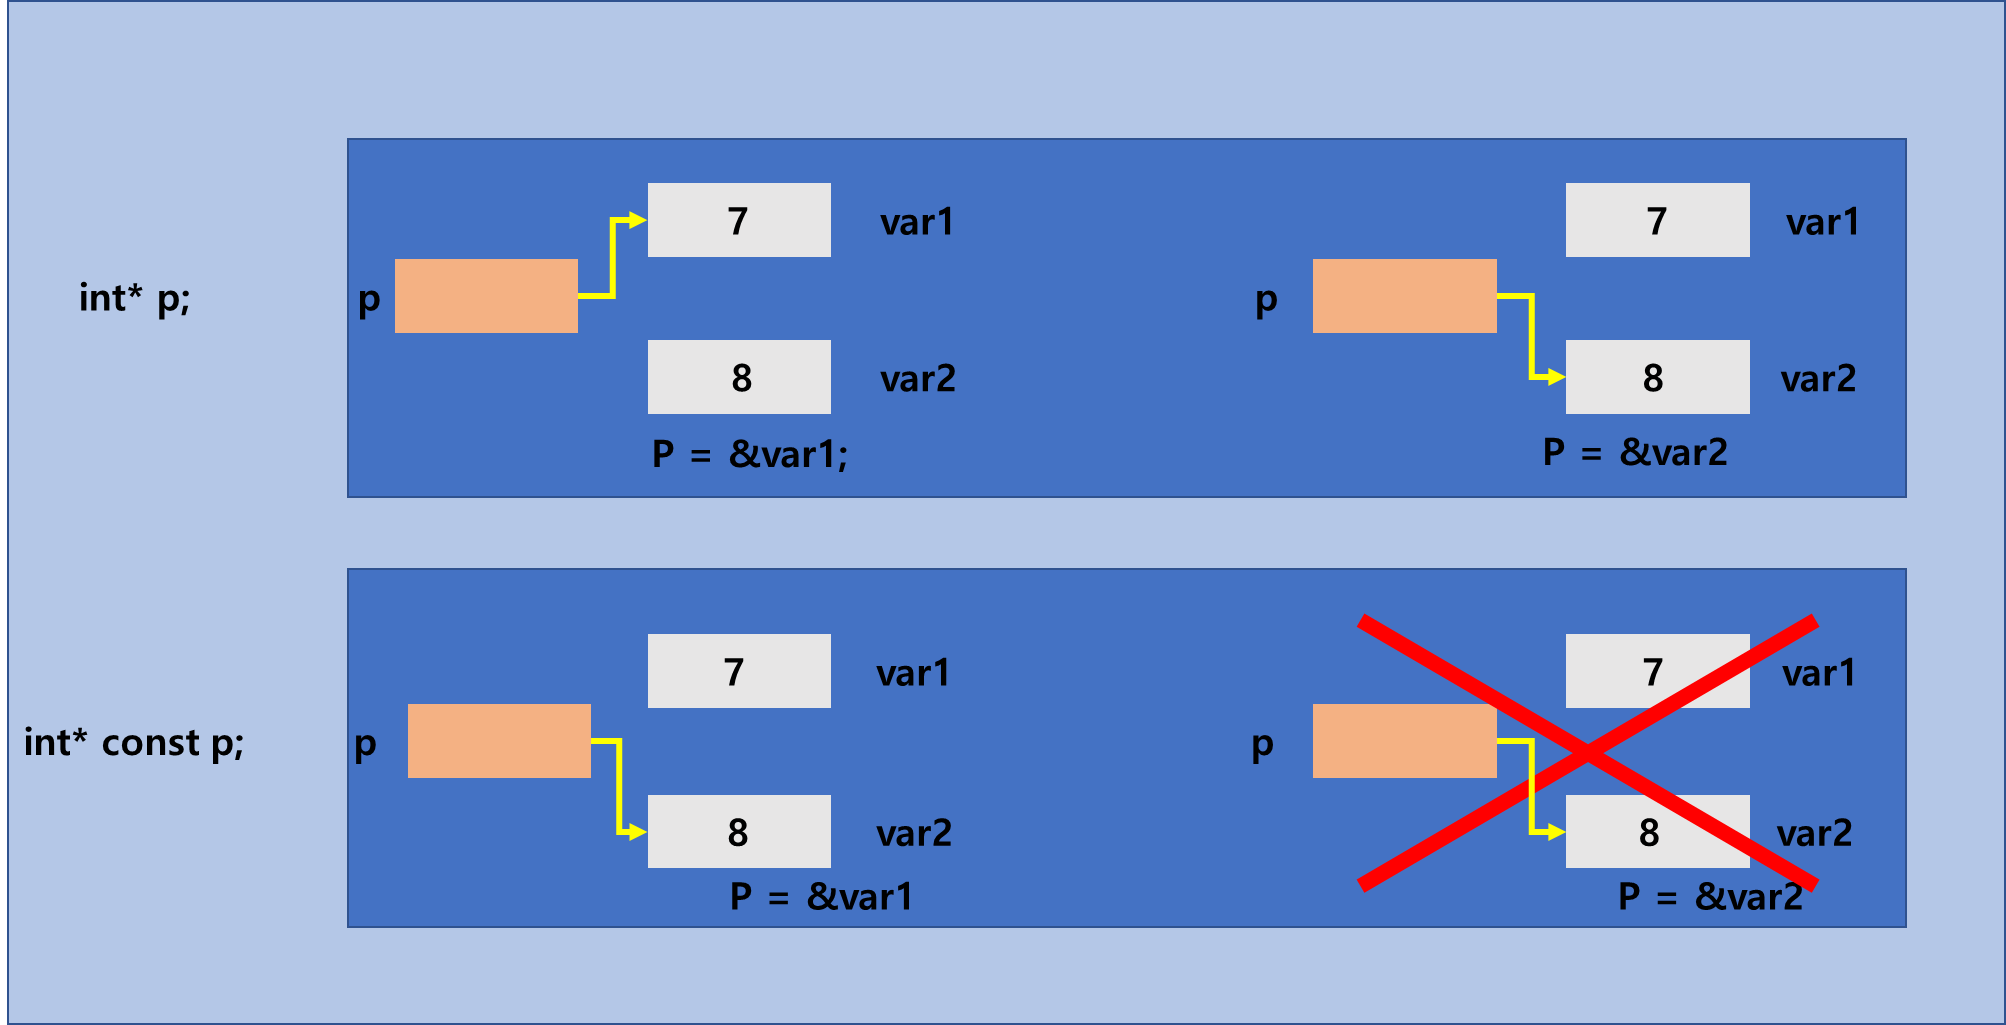 int* p;
p
7
var1
8
var2
P = &var1;
p
7
var1
8
var2
P = &var2
int* const p;
p
7
var1
8
var2
P = &var1
p
7
var1
8
var2
P = &var2